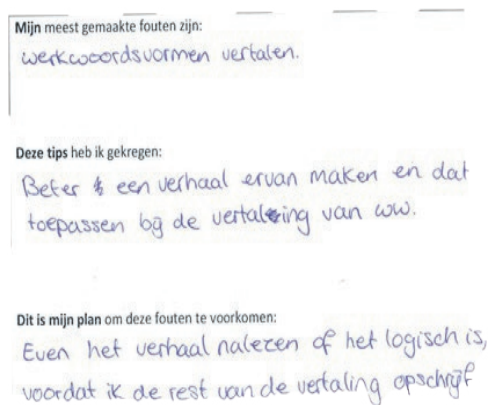 Mijn meest gemaakte fouten zijn:
werkwoordsvormen vertalen.
Deze tips heb ik gekregen:
Beter een verhaal ervan maken en dat
toepassen bij de vertaling van ww.
Dit is mijn plan om deze fouten te voorkomen:
Even het verhaal nalezen of het logisch is,
voordat ik de rest van de vertaling opschrijf